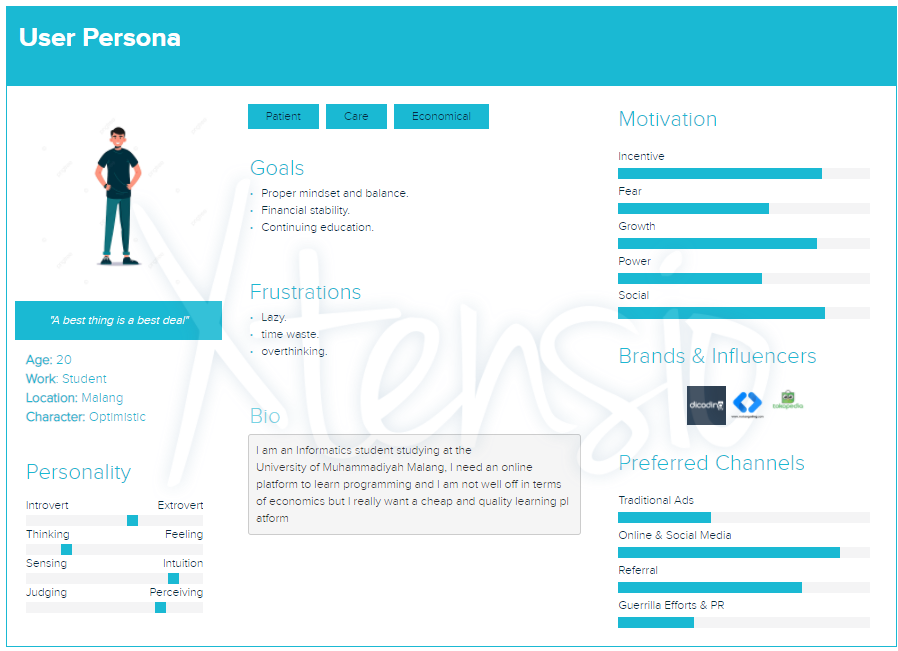 User Persona
"A best thing is a best deal"
Age: 20
Work: Student
Location: Malang
Character: Optimistic
Personality
Introvert Extrovert
Thinking Feeling
Sensing Intuition
Judging Perceiving
Patient Care Economical
Goals
Proper mindset and balance.
Financial stability.
Continuing education.
Frustrations
Lazy.
time waste.
overthinking.
Bio
I am an Informatics student studying at the
University of Muhammadiyah Malang, I need an online
platform to learn programming and I am not well off in terms
of economics but I really want a cheap and quality learning pl
atform
Motivation
Incentive
Fear
Growth
Power
Social
Brands & Influencers
dicoding
tokopedia
Preferred Channels
Traditional Ads
Online & Social Media
Referral
Guerrilla Efforts & PR
Xtensio